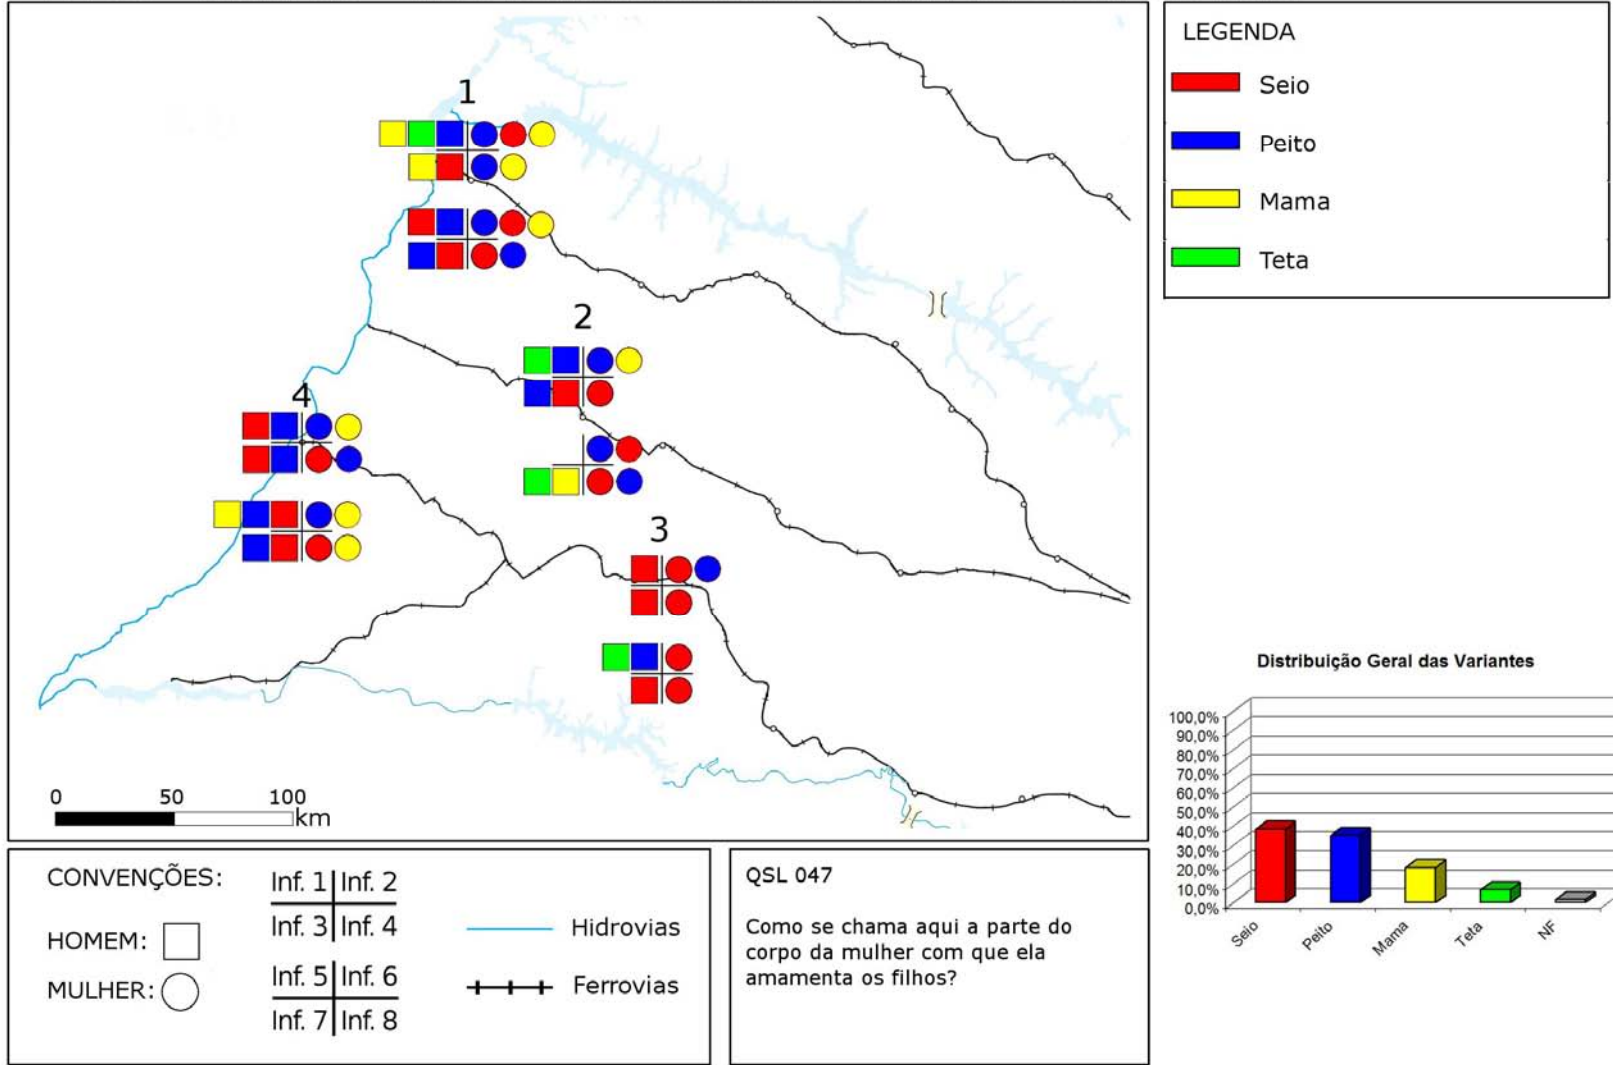 1
2
3
4
0 50 100
km
LEGENDA
Seio
Peito
Mama
Teta
CONVENÇÕES:
HOMEM:
MULHER:
Inf. 1 Inf. 2
Inf. 3 Inf. 4
Inf. 5 Inf. 6
Inf. 7 Inf. 8
Hidrovias
Ferrovias
QSL 047
Como se chama aqui a parte do
corpo da mulher com que ela
amamenta os filhos?
Distribuição Geral das Variantes
100,0%
90,0%
80,0%
70,0%
60,0%
50,0%
40,0%
30,0%
20,0%
10,0%
0,0%
Seio
Peito
Mama
Teta
NF